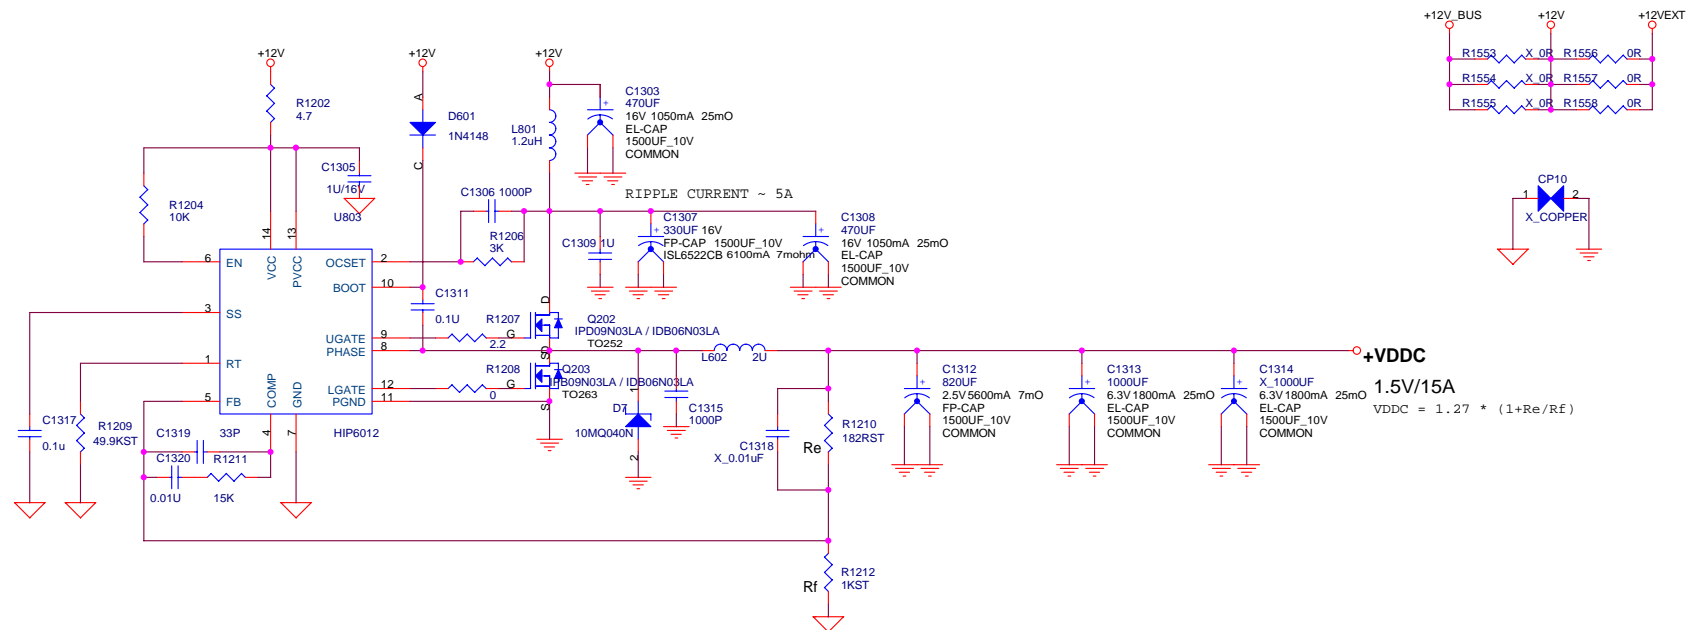 +12V_BUS
+12V
+12VEXT
R1553
X_0R
R1556
0R
R1554
X_0R
R1557
0R
R1555
X_0R
R1558
0R
+12V
+12V
+12V
R1202
4.7
A
D601
1N4148
C
L801
1.2uH
C1303
470UF
16V 1050mA 25mO
EL-CAP
1500UF_10V
COMMON
C1305
1U/16V
R1204
10K
U803
C1306 1000P
RIPPLE CURRENT ~ 5A
R1206
3K
C1309 1U
C1307
330UF 16V
FP-CAP 1500UF_10V
ISL6522CB 6100mA 7mohm
C1308
470UF
16V 1050mA 25mO
EL-CAP
1500UF_10V
COMMON
CP10
1
2
X_COPPER
14
13
VCC
PVCC
6
EN
OCSET
2
BOOT
10
3
SS
UGATE
9
PHASE
8
1
RT
LGATE
12
PGND
11
5
FB
COMP
GND
4
7
HIP6012
C1311
0.1U
R1207
2.2
G
D
Q202
IPD09N03LA / IDB06N03LA
TO252
S
D
R1208
0
G
Q203
IPB09N03LA / IDB06N03LA
TO263
S
D7
1
10MQ040N
2
C1315
1000P
L602
2U
C1317
0.1u
R1209
49.9KST
C1319
33P
C1320
R1211
0.01U
15K
C1318
X_0.01uF
Re
R1210
182RST
Rf
R1212
1KST
C1312
820UF
2.5V 5600mA 7mO
FP-CAP
1500UF_10V
COMMON
C1313
1000UF
6.3V 1800mA 25mO
EL-CAP
1500UF_10V
COMMON
C1314
X_1000UF
6.3V 1800mA 25mO
EL-CAP
1500UF_10V
COMMON
+VDDC
1.5V/15A
VDDC = 1.27 * (1+Re/Rf)